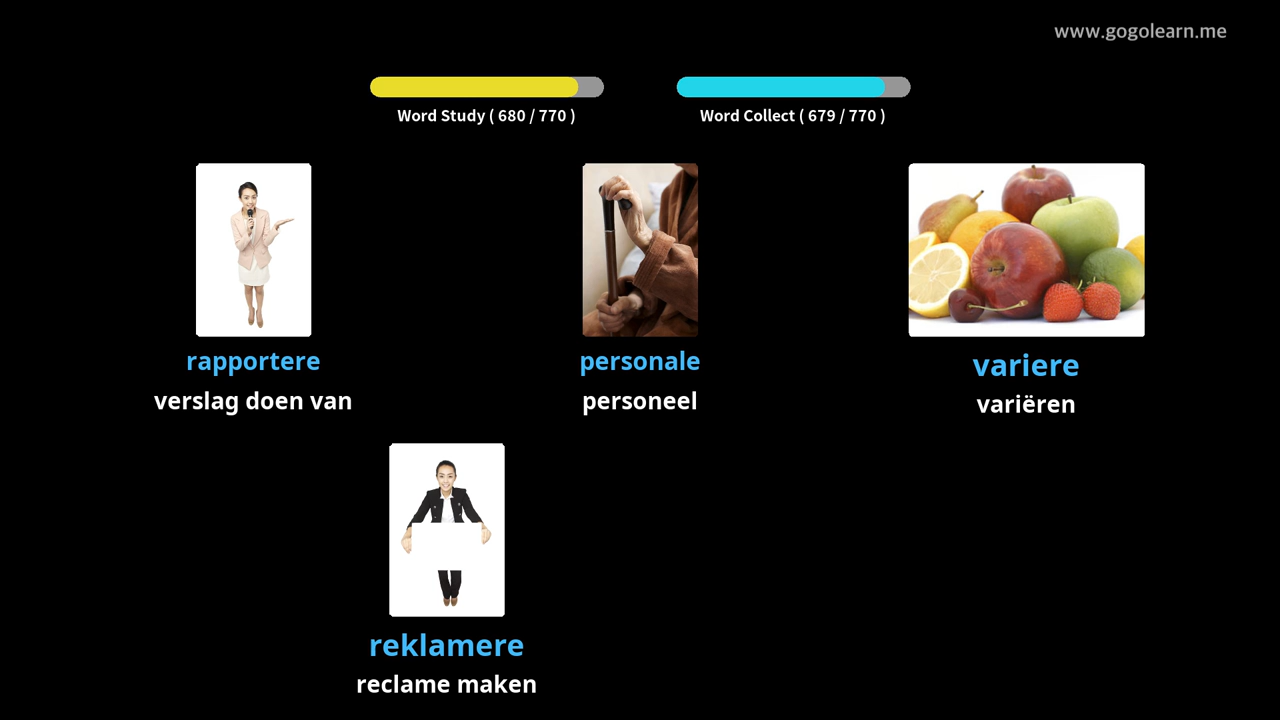 www.gogolearn.me
Word Study ( 680 / 770 )
Word Collect ( 679 / 770 )
rapportere
verslag doen van
personale
personeel
variere
variëren
reklamere
reclame maken